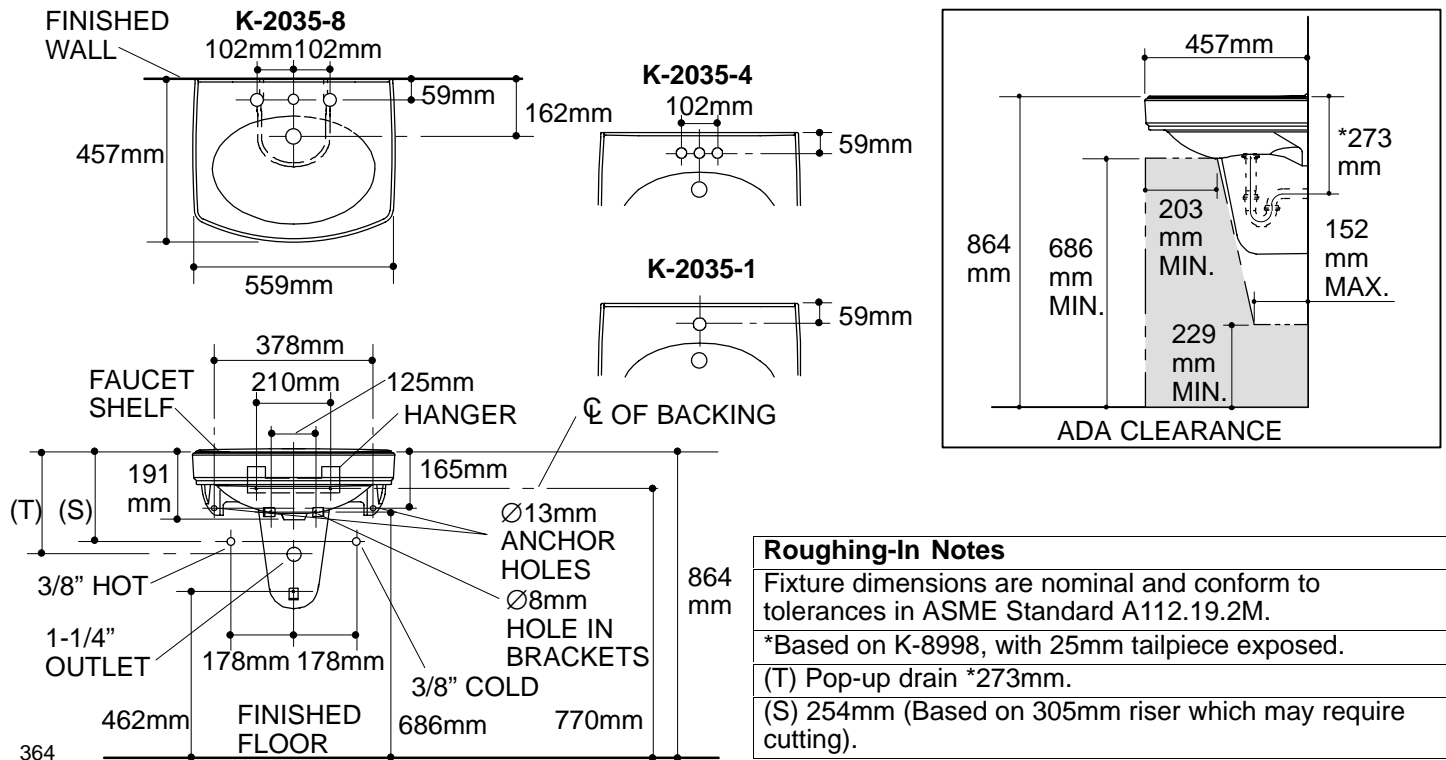 FINISHED
WALL
K-2035-8
102mm 102mm
59mm
162mm
457mm
559mm
K-2035-4
102mm
59mm
K-2035-1
59mm
378mm
210mm
125mm
FAUCET
SHELF
HANGER
℄ OF BACKING
191
mm
165mm
(T)
(S)
Ø13mm
ANCHOR
HOLES
3/8” HOT
Ø8mm
HOLE IN
BRACKETS
864
mm
1-1/4”
OUTLET
178mm 178mm
3/8” COLD
462mm
FINISHED
FLOOR
686mm
770mm
364
457mm
*273
mm
864
mm
686
mm
MIN.
203
mm
MIN.
152
mm
MAX.
229
mm
MIN.
ADA CLEARANCE
Roughing-In Notes
Fixture dimensions are nominal and conform to
tolerances in ASME Standard A112.19.2M.
*Based on K-8998, with 25mm tailpiece exposed.
(T) Pop-up drain *273mm.
(S) 254mm (Based on 305mm riser which may require
cutting).